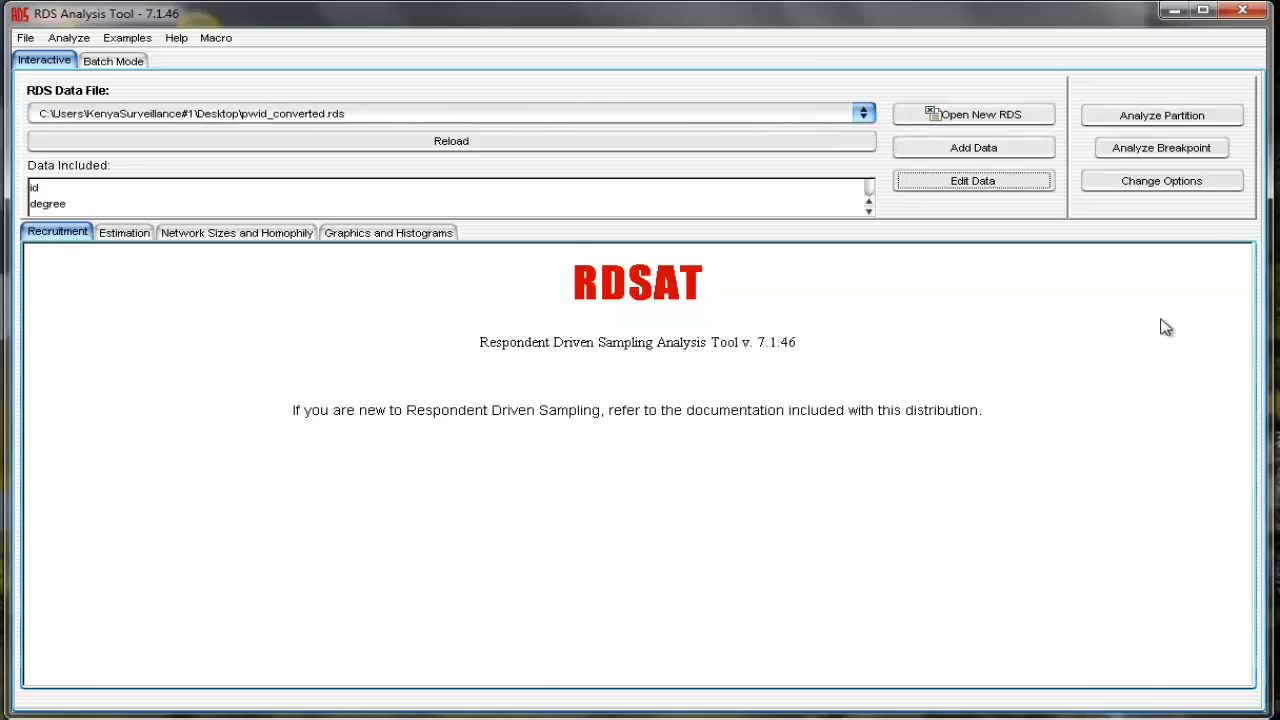 RDS RDS Analysis Tool - 7.1.46
File Analyze Examples Help Macro
Interactive Batch Mode
RDS Data File:
C:\Users\KenyaSurveillance#1\Desktop\pwid_converted.rds
Open New RDS
Analyze Partition
Reload
Add Data
Analyze Breakpoint
Data Included:
id
degree
Edit Data
Change Options
Recruitment Estimation Network Sizes and Homophily Graphics and Histograms
RDSAT
Respondent Driven Sampling Analysis Tool v. 7.1.46
If you are new to Respondent Driven Sampling, refer to the documentation included with this distribution.